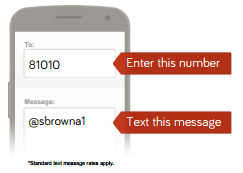 To:
81010
Enter this number
Message:
@sbrowna1
Text this message
*Standard text message rates apply.